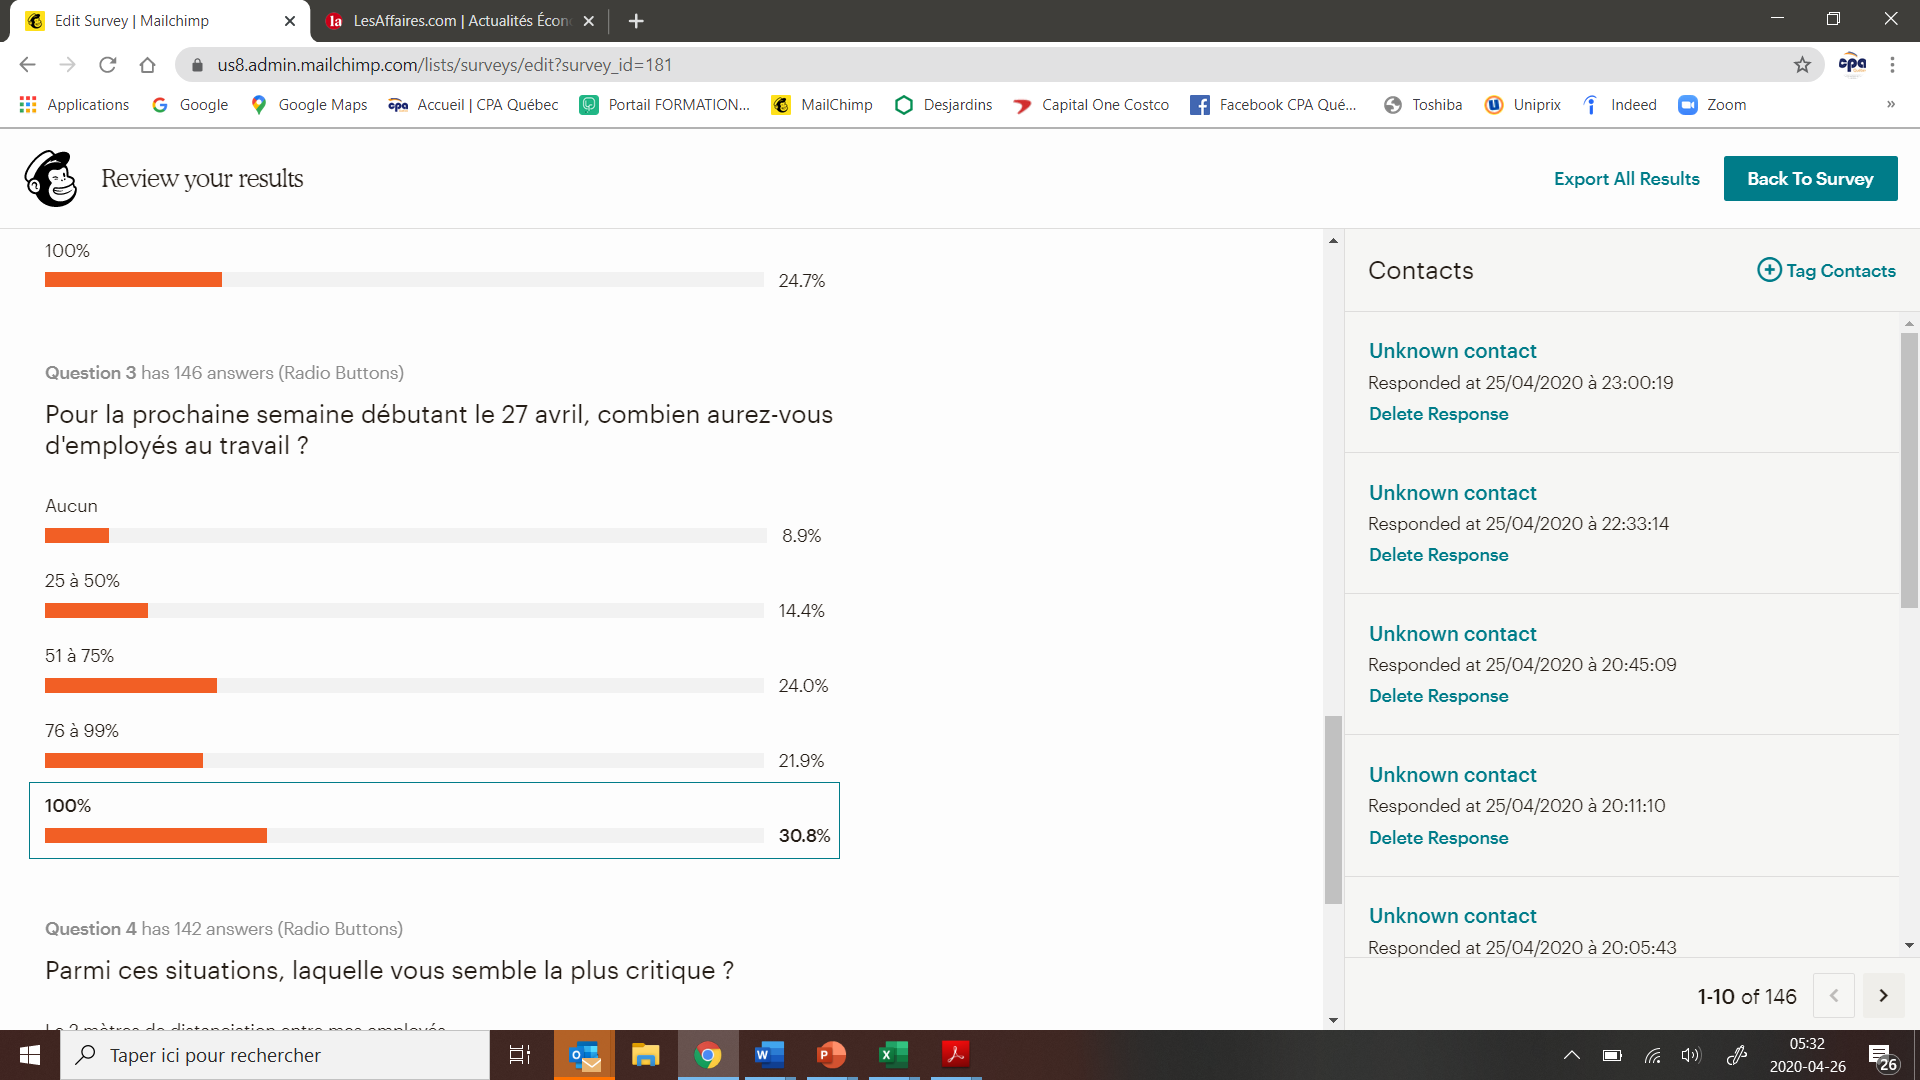 Edit Survey | Mailchimp
LesAffaires.com | Actualités Écon
us8.admin.mailchimp.com/lists/surveys/edit?survey_id=181
cpa
Applications
Google
Google Maps
Accueil | CPA Québec
Portail FORMATION...
MailChimp
Desjardins
Capital One Costco
Facebook CPA Qué...
Toshiba
Uniprix
Indeed
Zoom
»
Review your results
Export All Results
Back To Survey
100%
24.7%
Question 3 has 146 answers (Radio Buttons)
Pour la prochaine semaine débutant le 27 avril, combien aurez-vous
d'employés au travail ?
Aucun
8.9%
25 à 50%
14.4%
51 à 75%
24.0%
76 à 99%
21.9%
100%
30.8%
Question 4 has 142 answers (Radio Buttons)
Parmi ces situations, laquelle vous semble la plus critique ?
Le 2 mètres de distanciation entre mes employés
Contacts
Tag Contacts
Unknown contact
Responded at 25/04/2020 à 23:00:19
Delete Response
Unknown contact
Responded at 25/04/2020 à 22:33:14
Delete Response
Unknown contact
Responded at 25/04/2020 à 20:45:09
Delete Response
Unknown contact
Responded at 25/04/2020 à 20:11:10
Delete Response
Unknown contact
Responded at 25/04/2020 à 20:05:43
1-10 of 146
Taper ici pour rechercher
05:32
2020-04-26
26